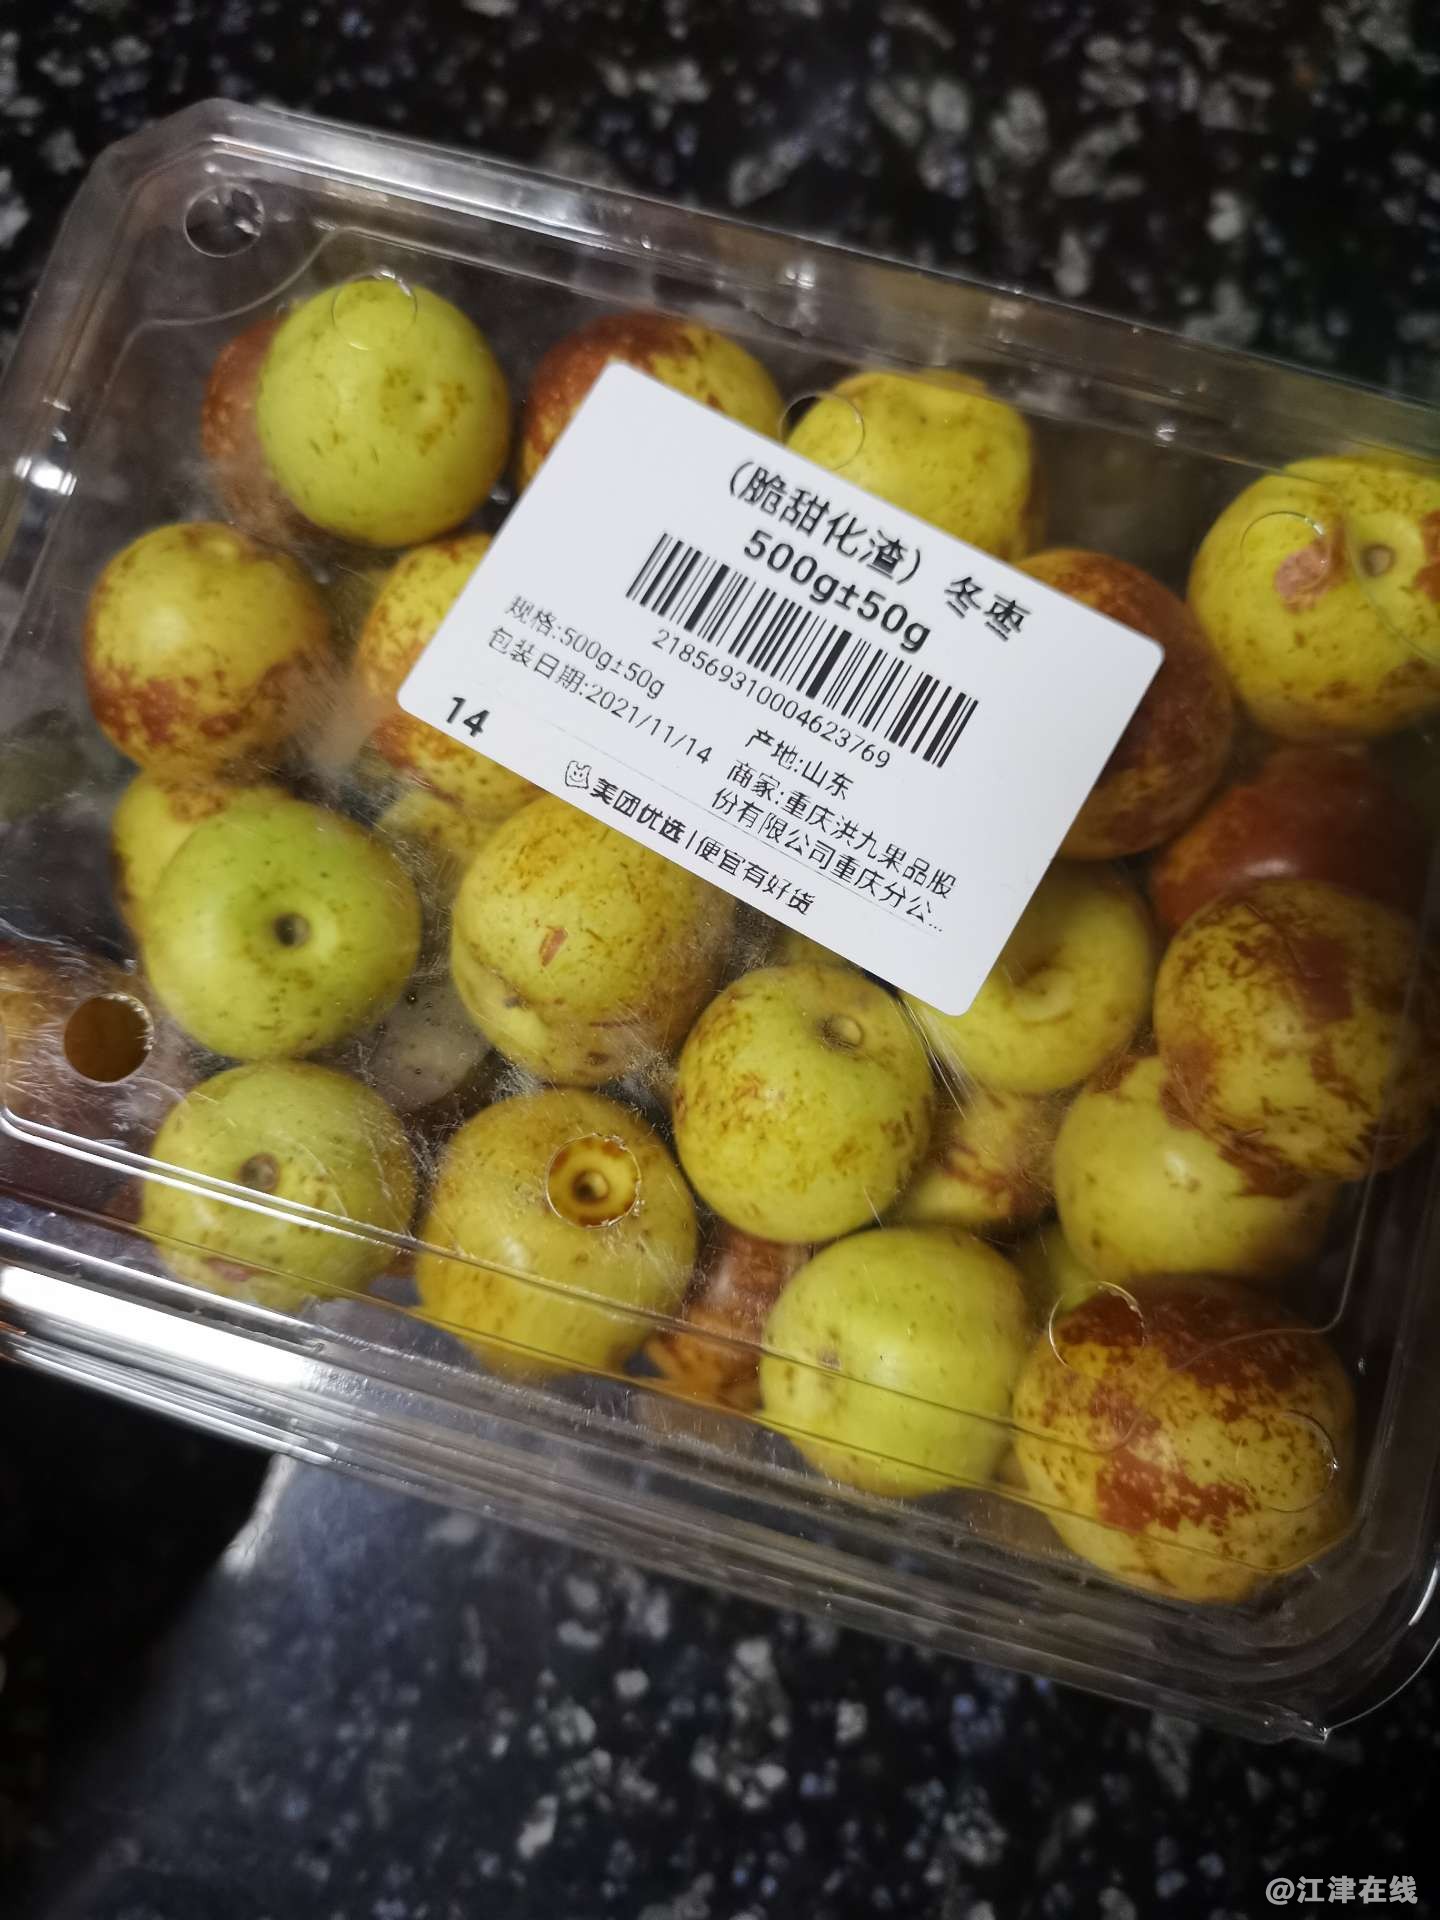 (脆甜化渣) 冬枣
500g±50g
2185693100004623769
规格:500g±50g
包装日期:2021/11/14
产地:山东
商家:重庆洪九果品股
份有限公司重庆分公...
14
美团优选|便宜有好货
@江津在线